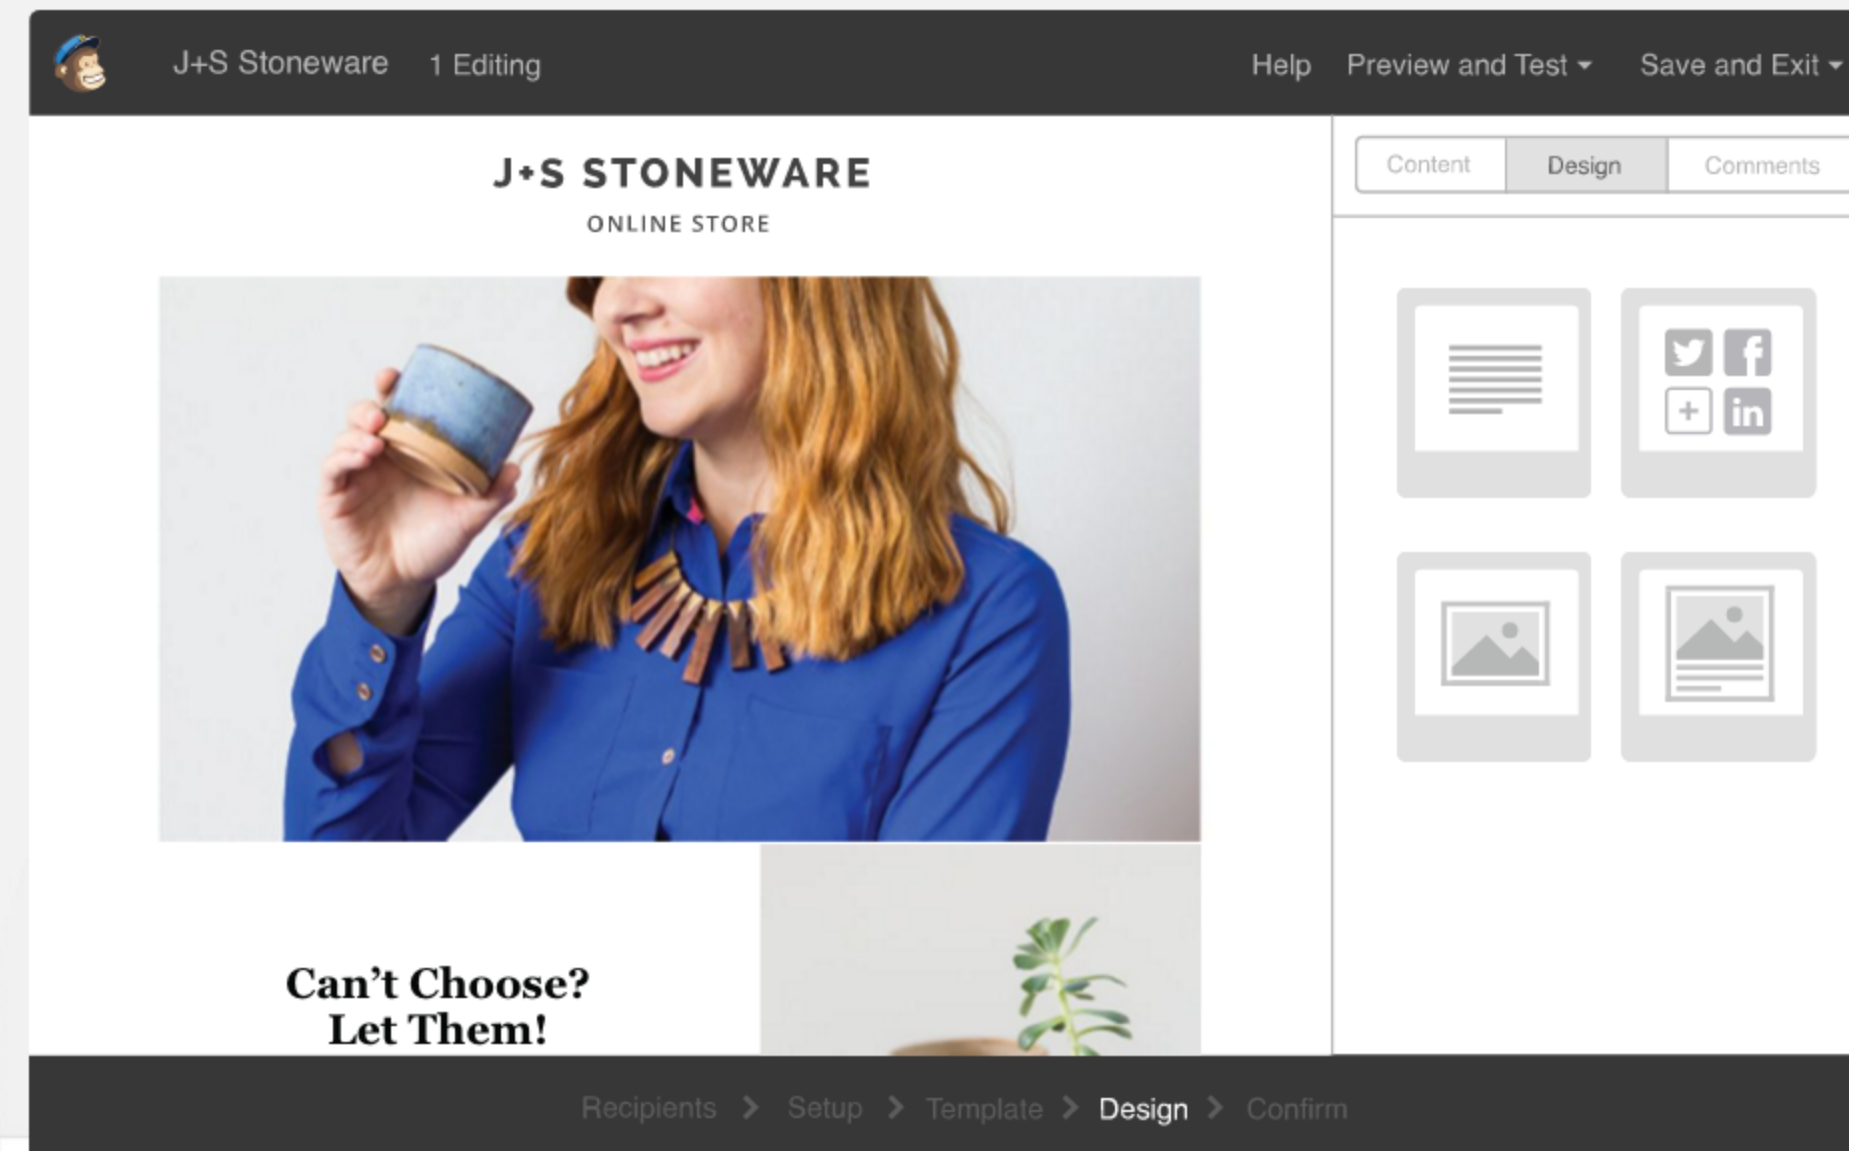 J+S Stoneware 1 Editing Help Preview and Test Save and Exit
J+S STONEWARE
ONLINE STORE
Content Design Comments
in
Can’t Choose?
Let Them!
Recipients Setup Template Design Confirm